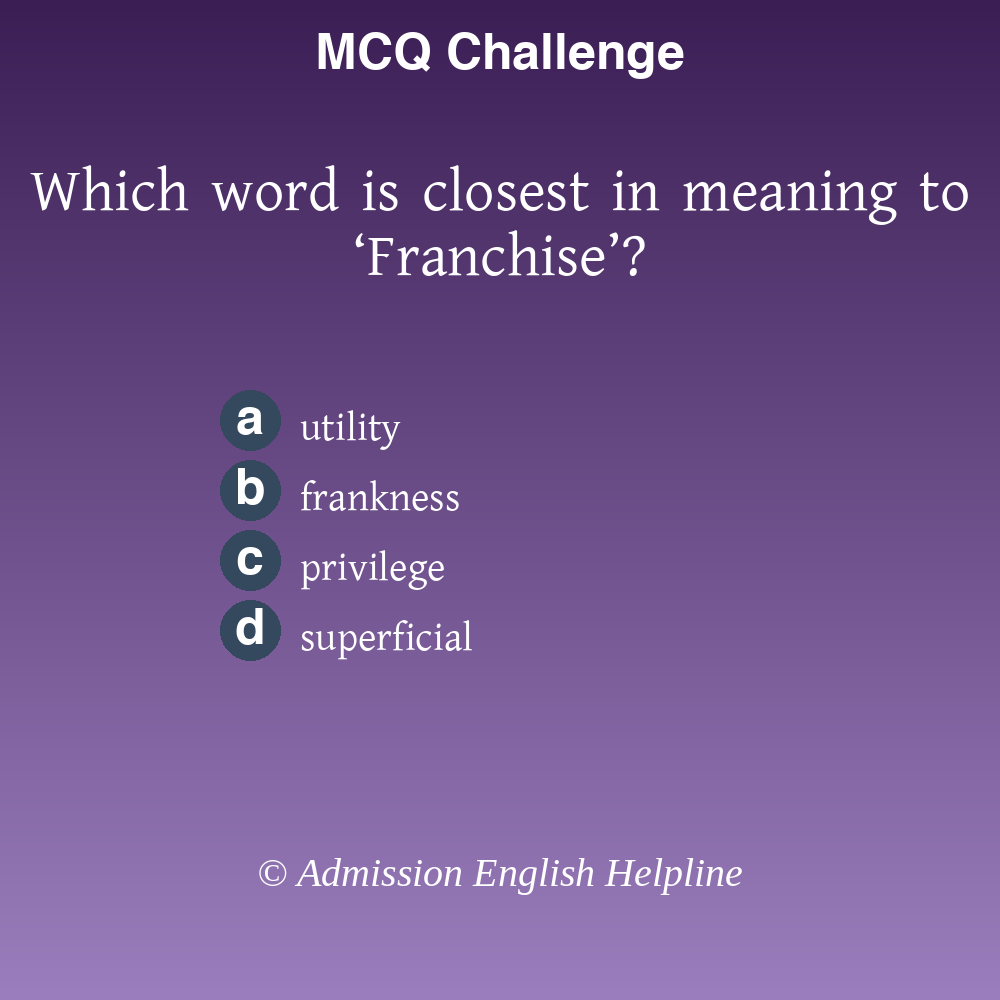 MCQ Challenge
Which word is closest in meaning to
‘Franchise’?
a utility
b frankness
c privilege
d superficial
© Admission English Helpline